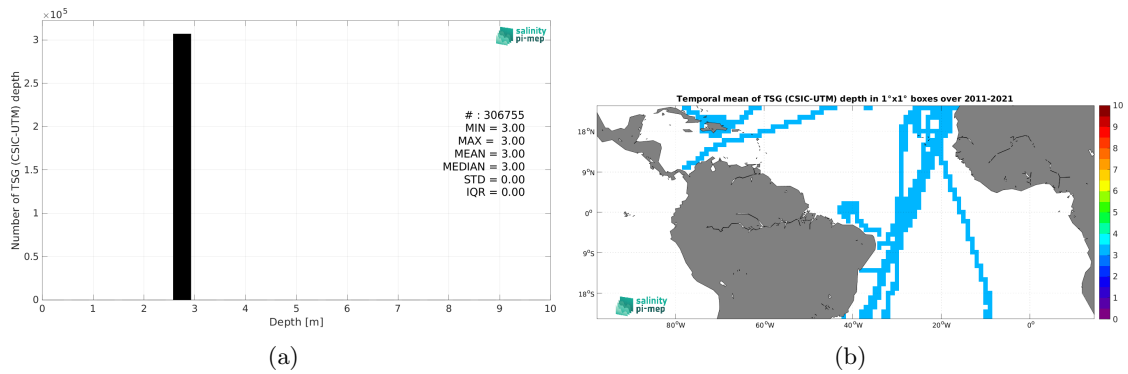 ×10⁵
3
2.5
2
1.5
1
0.5
0
Number of TSG (CSIC-UTM) depth
0 1 2 3 4 5 6 7 8 9 10
Depth [m]
salinity
pi-mep
# : 306755
MIN = 3.00
MAX = 3.00
MEAN = 3.00
MEDIAN = 3.00
STD = 0.00
IQR = 0.00
(a)
Temporal mean of TSG (CSIC-UTM) depth in 1°x1° boxes over 2011-2021
18°N
9°N
0°
9°S
18°S
80°W 60°W 40°W 20°W 0°
salinity
pi-mep
10
9
8
7
6
5
4
3
2
1
0
(b)